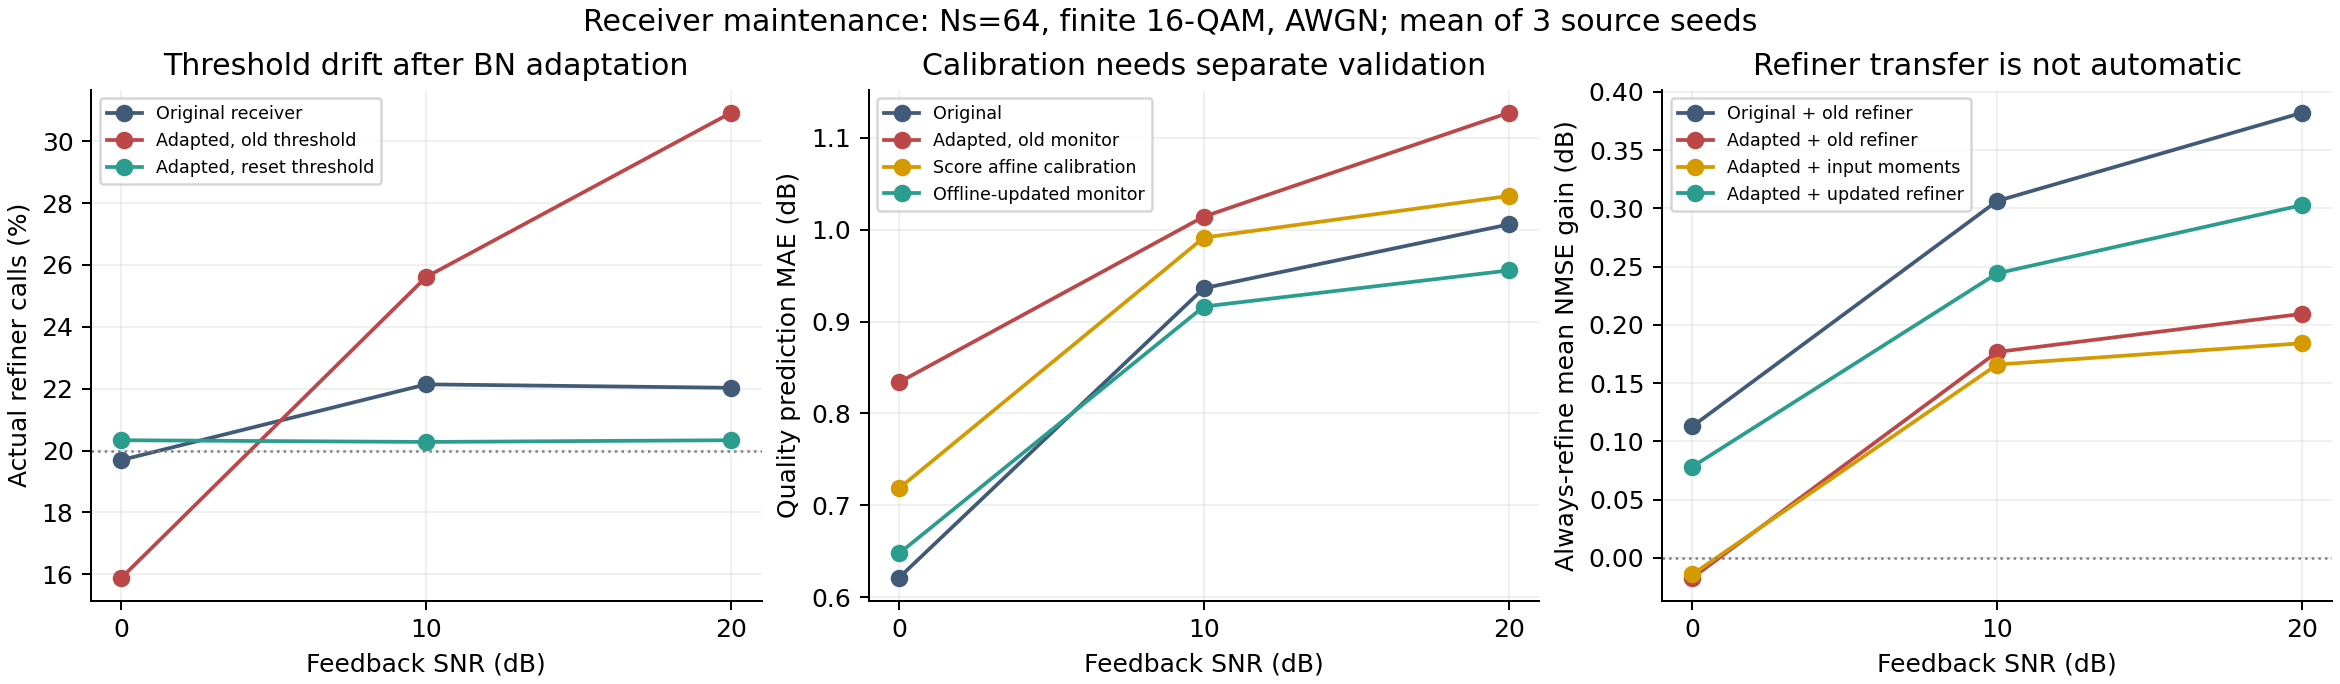 Receiver maintenance: Ns=64, finite 16-QAM, AWGN; mean of 3 source seeds
Threshold drift after BN adaptation
Actual refiner calls (%)
30
28
26
24
22
20
18
16
Original receiver
Adapted, old threshold
Adapted, reset threshold
0
10
20
Feedback SNR (dB)
Calibration needs separate validation
Quality prediction MAE (dB)
1.1
1.0
0.9
0.8
0.7
0.6
Original
Adapted, old monitor
Score affine calibration
Offline-updated monitor
0
10
20
Feedback SNR (dB)
Refiner transfer is not automatic
Always-refine mean NMSE gain (dB)
0.40
0.35
0.30
0.25
0.20
0.15
0.10
0.05
0.00
Original + old refiner
Adapted + old refiner
Adapted + input moments
Adapted + updated refiner
0
10
20
Feedback SNR (dB)